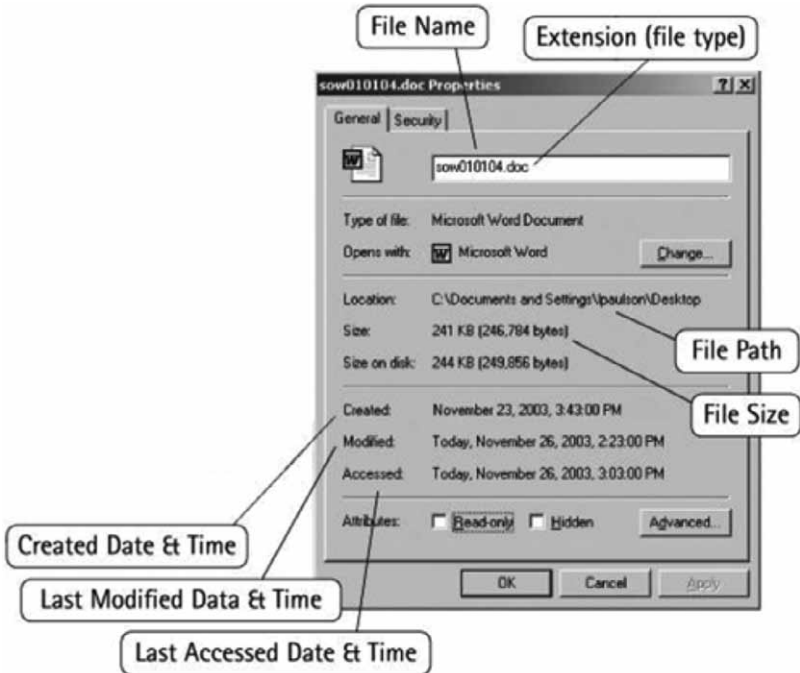 File Name
Extension (file type)
sow010104.doc Properties
General Security
sow010104.doc
Type of file: Microsoft Word Document
Opens with: Microsoft Word Change...
Location: C:\Documents and Settings\lpaulson\Desktop
Size: 241 KB (246,784 bytes)
File Path
Size on disk: 244 KB (249,856 bytes)
File Size
Created: November 23, 2003, 3:43:00 PM
Modified: Today, November 26, 2003, 2:23:00 PM
Accessed: Today, November 26, 2003, 3:03:00 PM
Attributes: Read-only Hidden Advanced...
Created Date & Time
OK Cancel Apply
Last Modified Data & Time
Last Accessed Date & Time